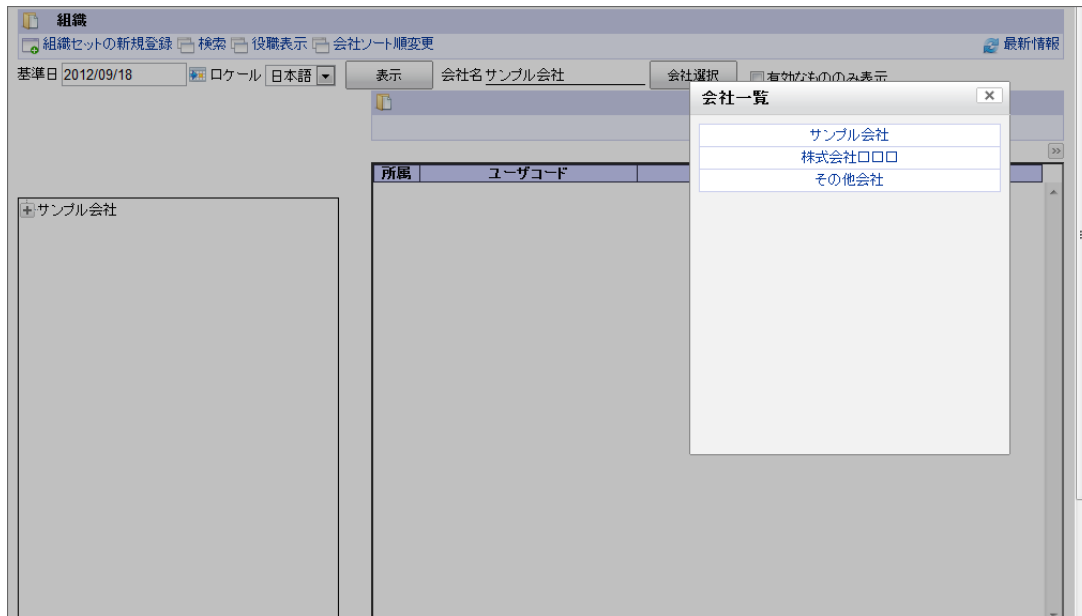 組織
組織セットの新規登録 検索 役職表示 会社ソート順変更 最新情報
基準日 2012/09/18 ロケール 日本語 表示 会社名 サンプル会社 会社選択 有効なもののみ表示
会社一覧
サンプル会社
株式会社ロロロ
その他会社
所属 ユーザコード
サンプル会社